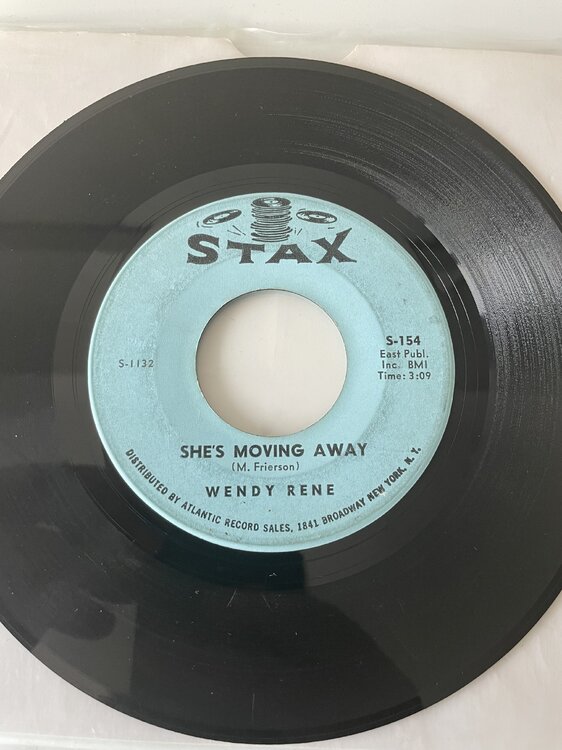 STAX
S-1132
S-154
East Publ.
Inc. BMI
Time: 3:09
SHE'S MOVING AWAY
(M. Frierson)
WENDY RENE
DISTRIBUTED BY ATLANTIC RECORD SALES, 1841 BROADWAY NEW YORK, N. Y.